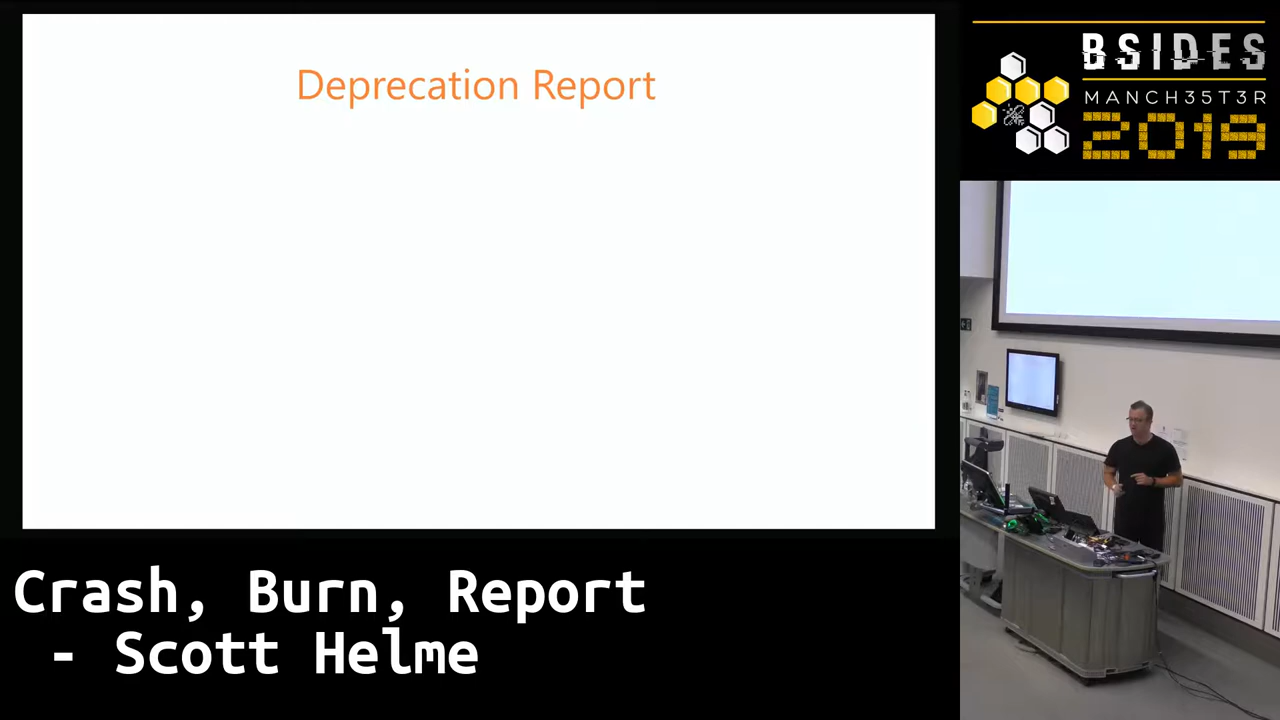 Deprecation Report
BSIDES
MANCH35T3R
2019
Crash, Burn, Report
- Scott Helme